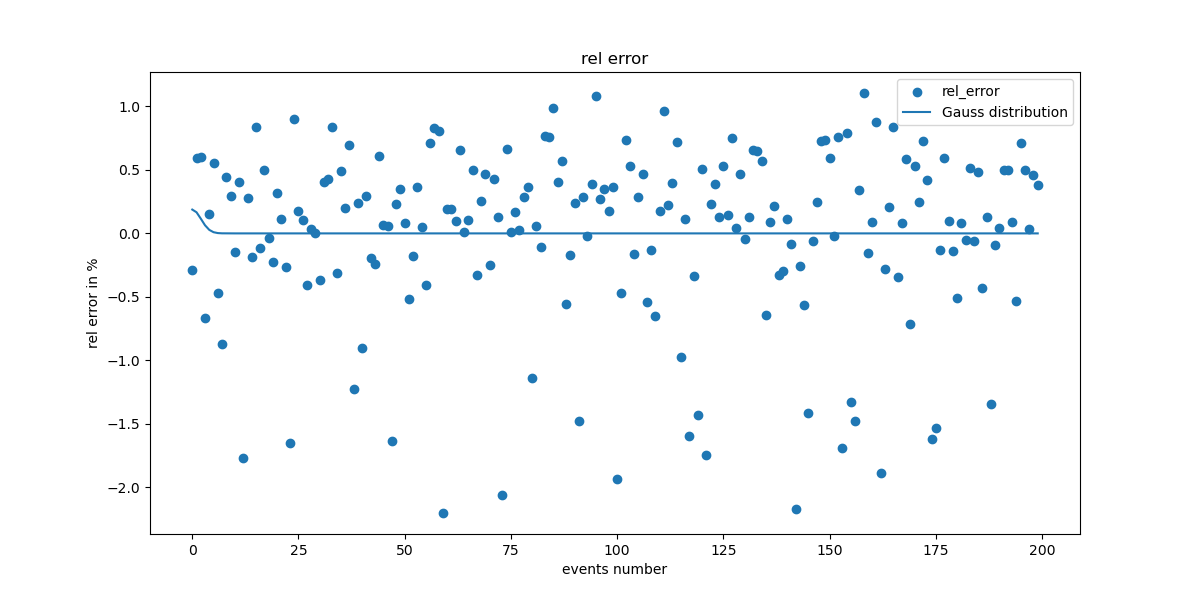 rel error
rel_error
Gauss distribution
rel error in %
1.0
0.5
0.0
−0.5
−1.0
−1.5
−2.0
0 25 50 75 100 125 150 175 200
events number